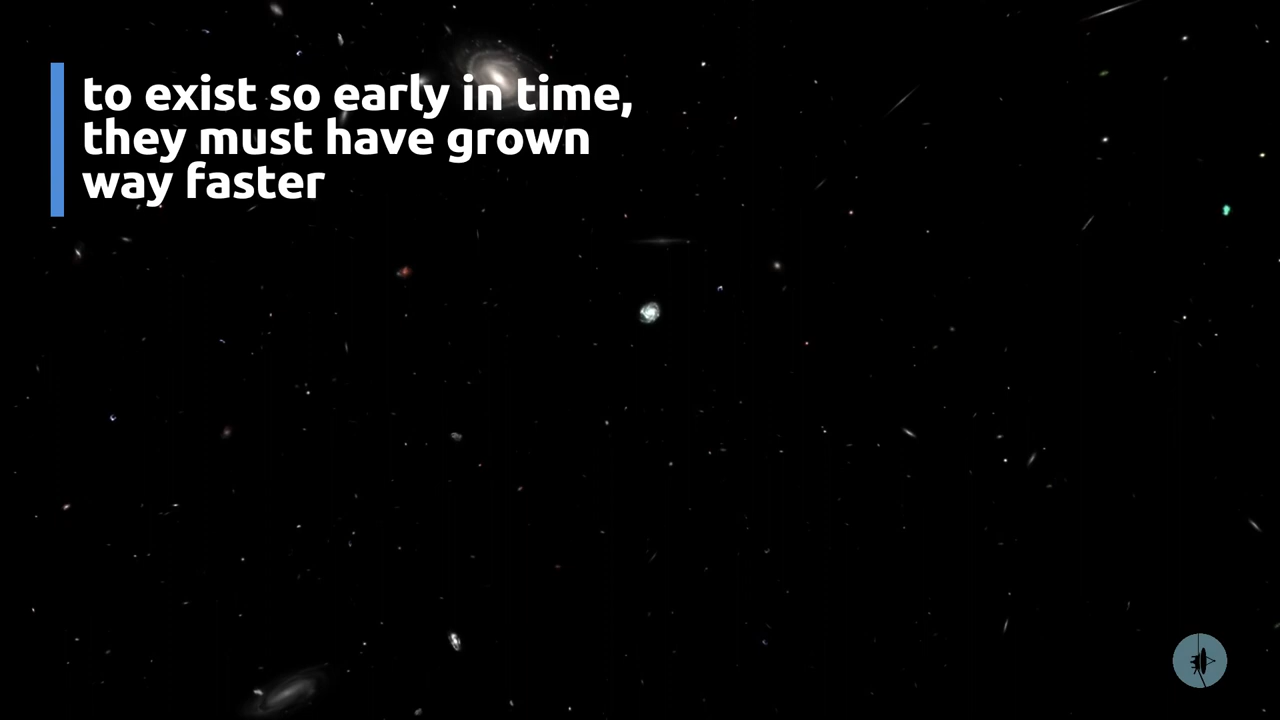 to exist so early in time,
they must have grown
way faster